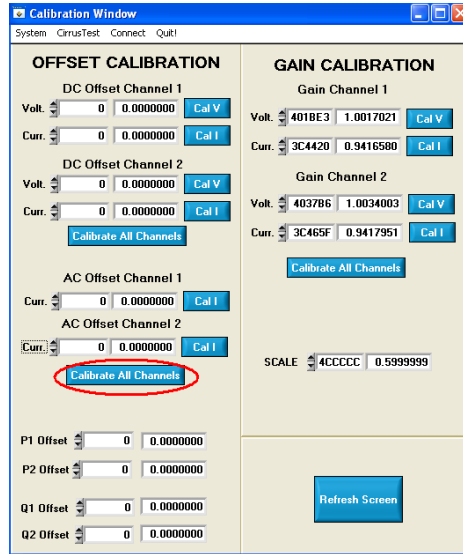 Calibration Window
System CirrusTest Connect Quit!
OFFSET CALIBRATION
DC Offset Channel 1
Volt. 0 0.0000000 Cal V
Curr. 0 0.0000000 Cal I
DC Offset Channel 2
Volt. 0 0.0000000 Cal V
Curr. 0 0.0000000 Cal I
Calibrate All Channels
AC Offset Channel 1
Curr. 0 0.0000000 Cal I
AC Offset Channel 2
Curr. 0 0.0000000 Cal I
Calibrate All Channels
P1 Offset 0 0.0000000
P2 Offset 0 0.0000000
Q1 Offset 0 0.0000000
Q2 Offset 0 0.0000000
GAIN CALIBRATION
Gain Channel 1
Volt. 401BE3 1.0017021 Cal V
Curr. 3C4420 0.9416580 Cal I
Gain Channel 2
Volt. 4037B6 1.0034003 Cal V
Curr. 3C465F 0.9417951 Cal I
Calibrate All Channels
SCALE 4CCCCC 0.5999999
Refresh Screen